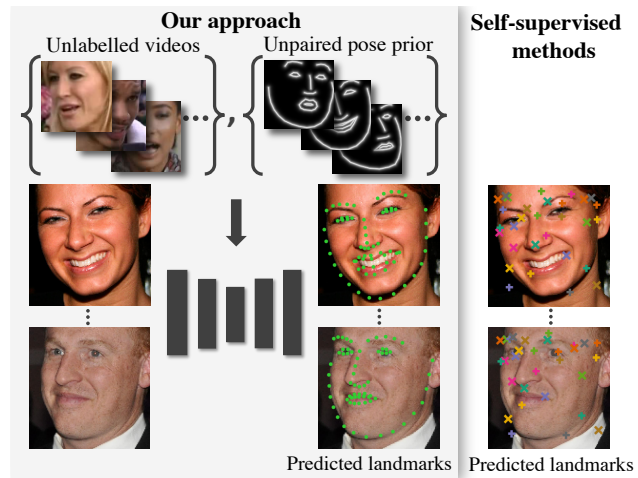 Our approach
Unlabelled videos
Unpaired pose prior
Self-supervised
methods
Predicted landmarks
Predicted landmarks